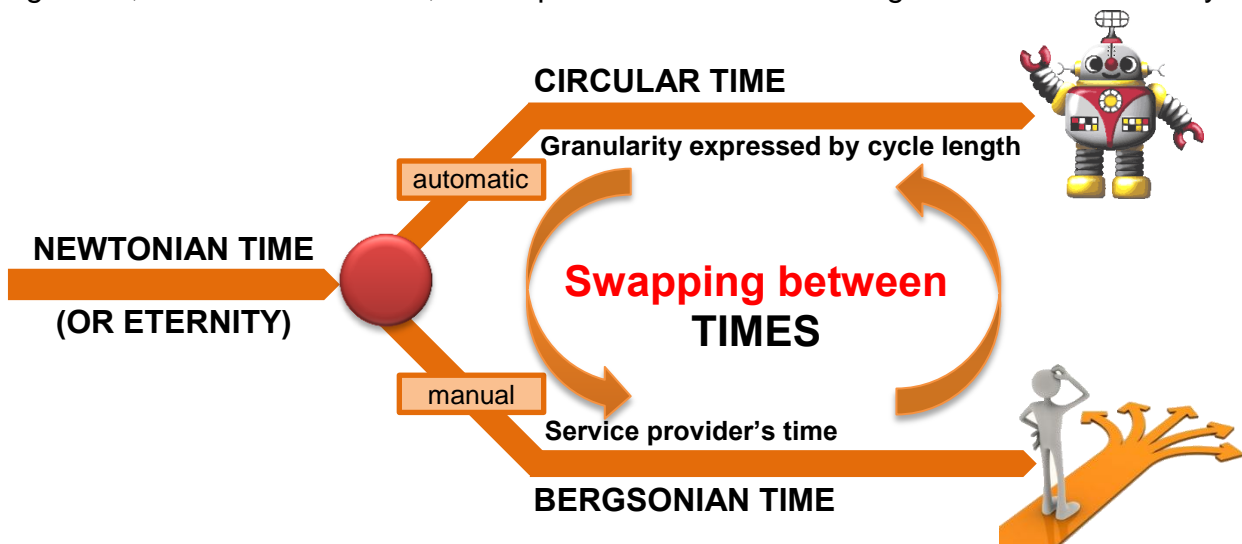 CIRCULAR TIME
Granularity expressed by cycle length
automatic
NEWTONIAN TIME
(OR ETERNITY)
Swapping between
TIMES
manual
Service provider’s time
BERGSONIAN TIME